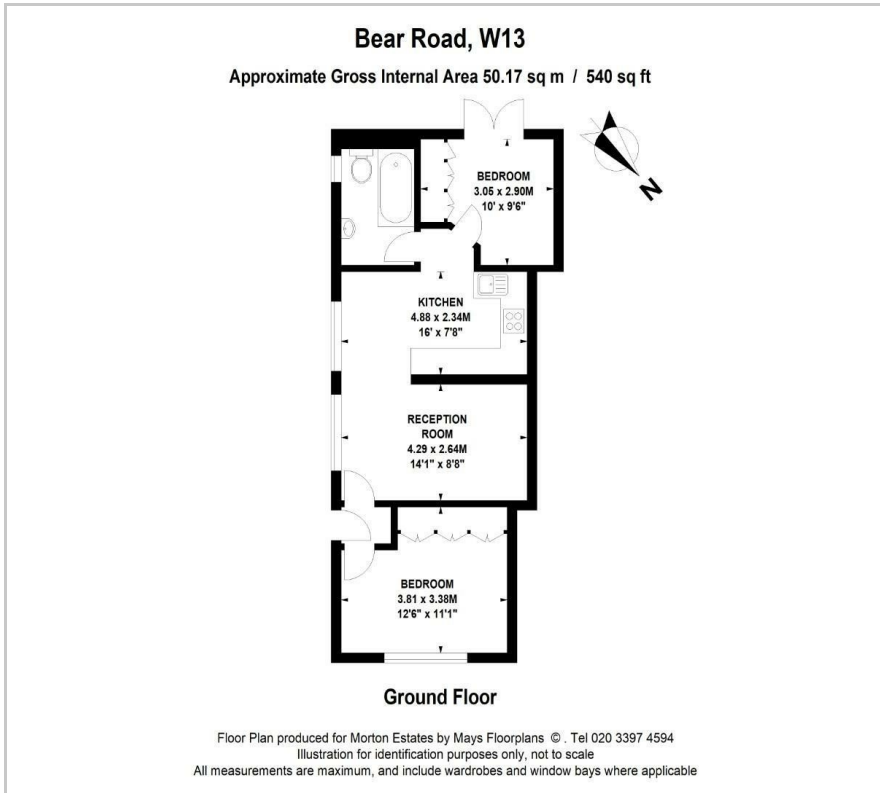 Bear Road, W13
Approximate Gross Internal Area 50.17 sq m / 540 sq ft
BEDROOM
3.05 x 2.90M
10' x 9'6"
N
KITCHEN
4.88 x 2.34M
16' x 7'8"
RECEPTION
ROOM
4.29 x 2.64M
14'1" x 8'8"
BEDROOM
3.81 x 3.38M
12'6" x 11'1"
Ground Floor
Floor Plan produced for Morton Estates by Mays Floorplans © . Tel 020 3397 4594
Illustration for identification purposes only, not to scale
All measurements are maximum, and include wardrobes and window bays where applicable